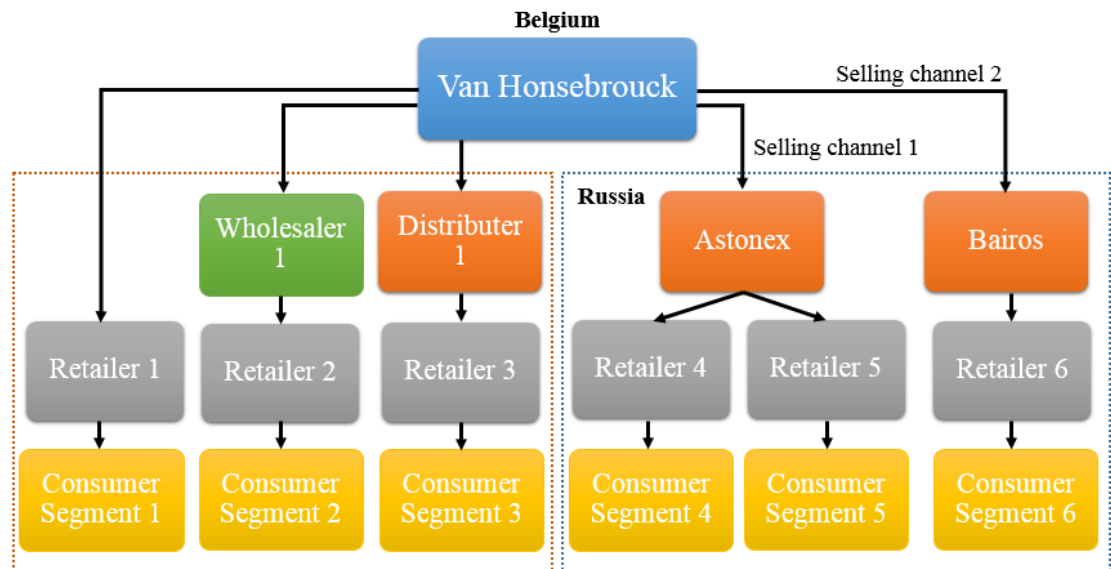 Belgium
Van Honsebrouck
Selling channel 2
Selling channel 1
Russia
Wholesaler
1
Distributer
1
Astonex
Bairos
Retailer 1
Retailer 2
Retailer 3
Retailer 4
Retailer 5
Retailer 6
Consumer
Segment 1
Consumer
Segment 2
Consumer
Segment 3
Consumer
Segment 4
Consumer
Segment 5
Consumer
Segment 6